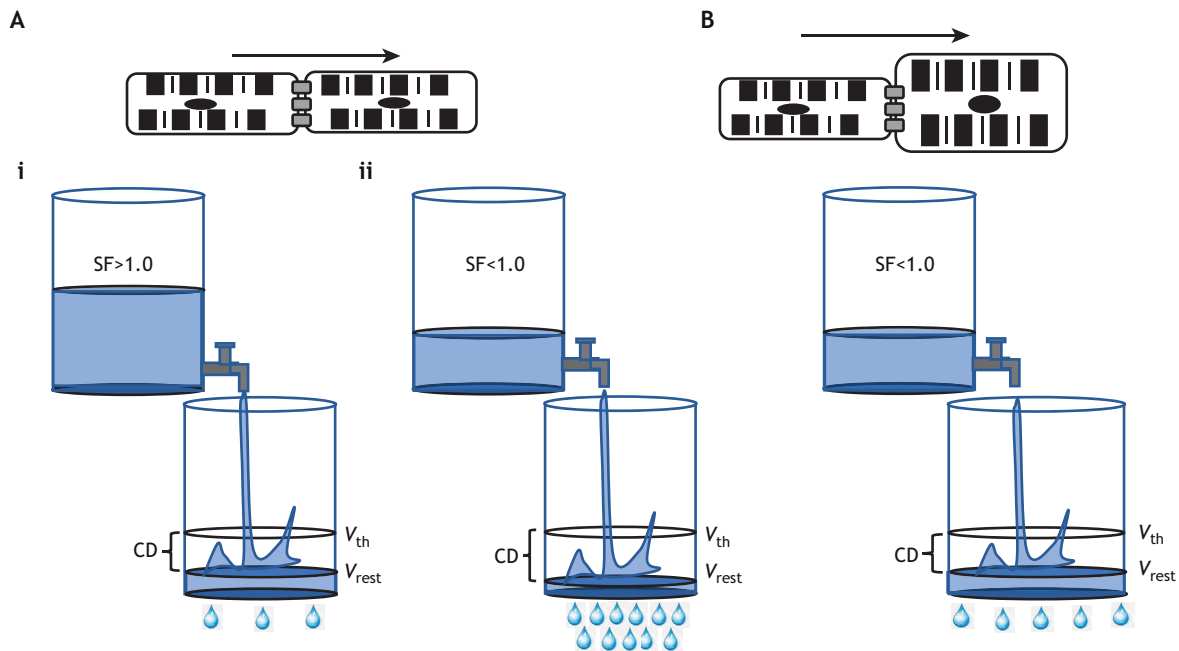 A
B
i
ii
SF>1.0
SF<1.0
SF<1.0
CD
Vth
Vrest
CD
Vth
Vrest
CD
Vth
Vrest